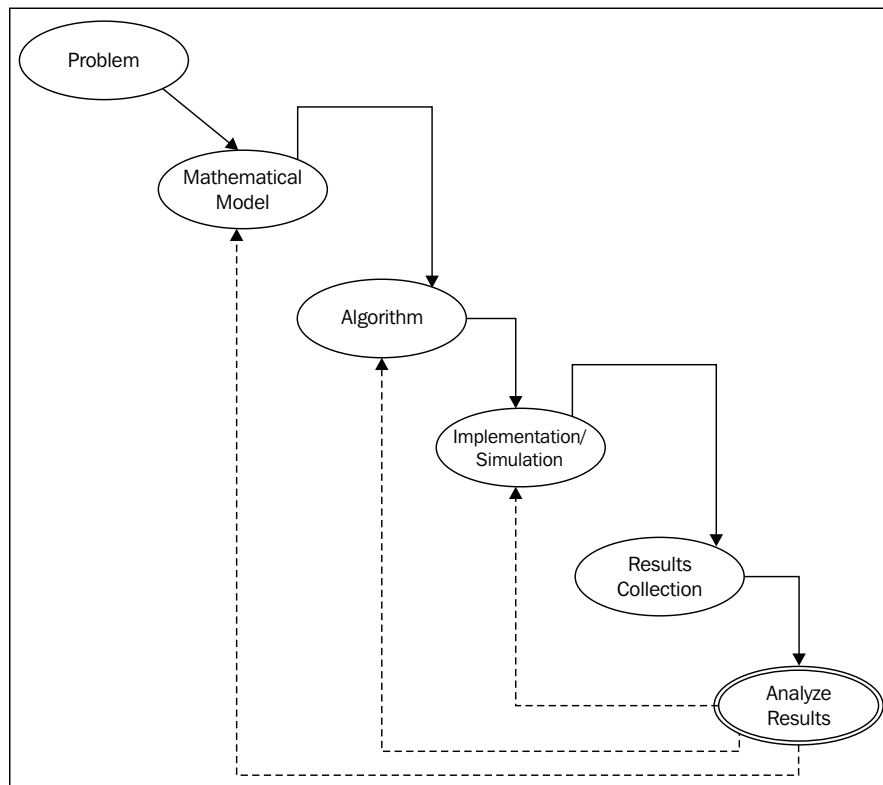 Problem
Mathematical
Model
Algorithm
Implementation/
Simulation
Results
Collection
Analyze
Results